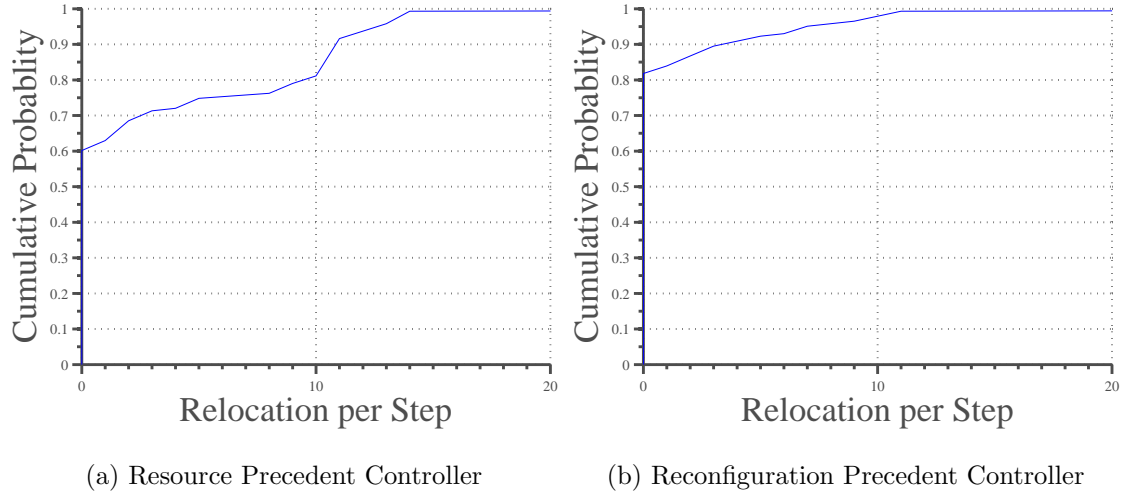 1
0.9
0.8
0.7
0.6
0.5
0.4
0.3
0.2
0.1
0
0 10 20
Cumulative Probablity
Relocation per Step
(a) Resource Precedent Controller
1
0.9
0.8
0.7
0.6
0.5
0.4
0.3
0.2
0.1
0
0 10 20
Cumulative Probablity
Relocation per Step
(b) Reconfiguration Precedent Controller